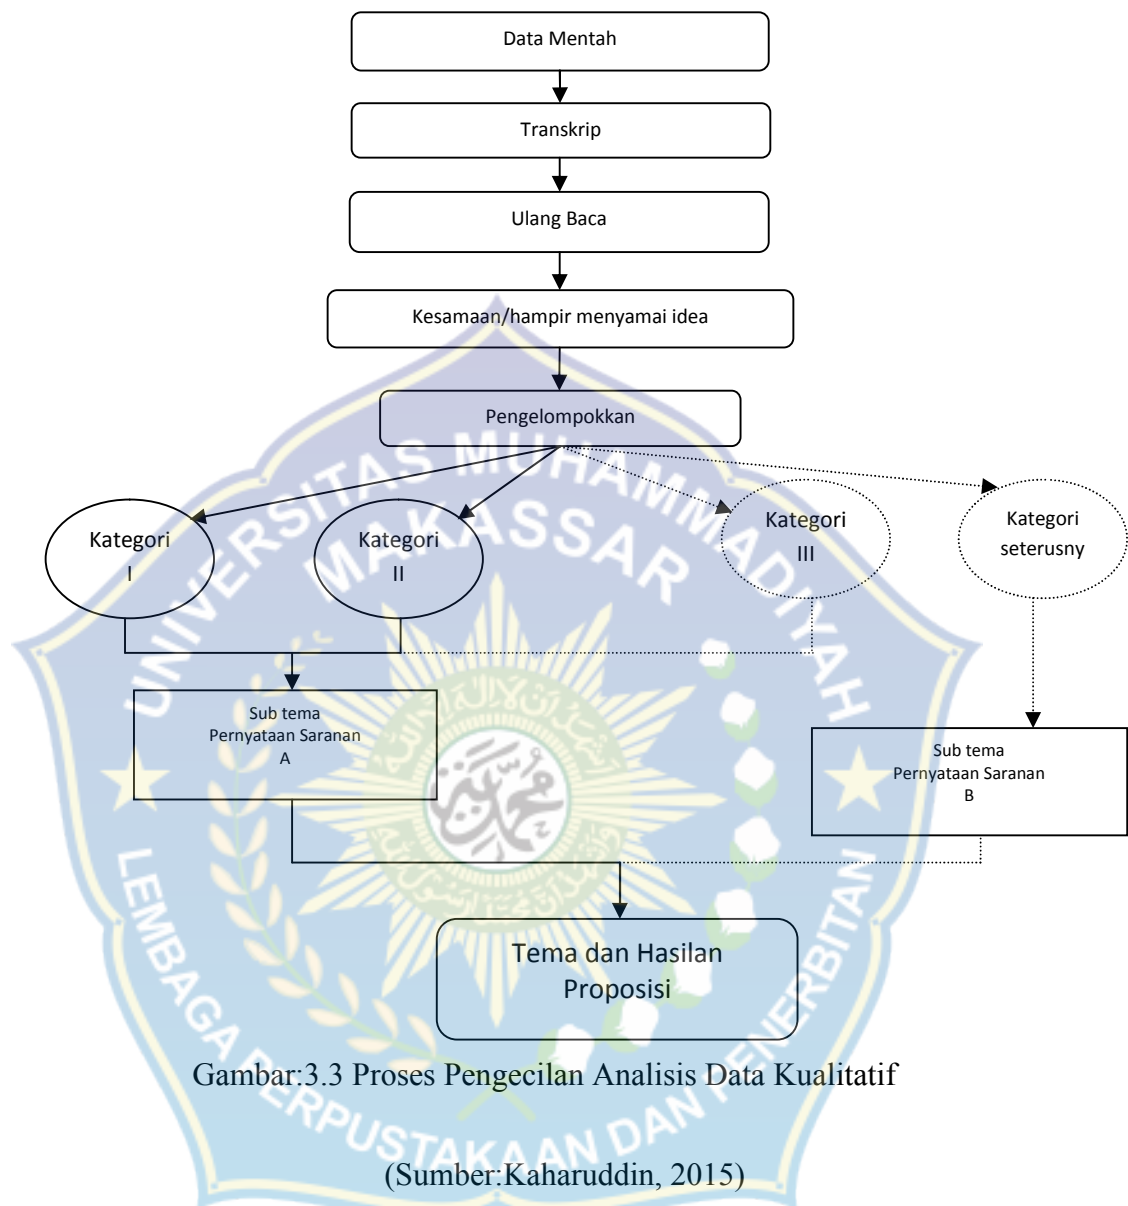 Data Mentah
Transkrip
Ulang Baca
Kesamaan/hampir menyamai idea
Pengelompokkan
Kategori
I
Kategori
II
Kategori
III
Kategori
seterusny
Sub tema
Pernyataan Saranan
A
Sub tema
Pernyataan Saranan
B
Tema dan Hasilan
Proposisi
Gambar:3.3 Proses Pengecilan Analisis Data Kualitatif
(Sumber:Kaharuddin, 2015)
UNIVERSITAS MUHAMMADIYAH
MAKASSAR
محمد
LEMBAGA PERPUSTAKAAN DAN PENERBITAN